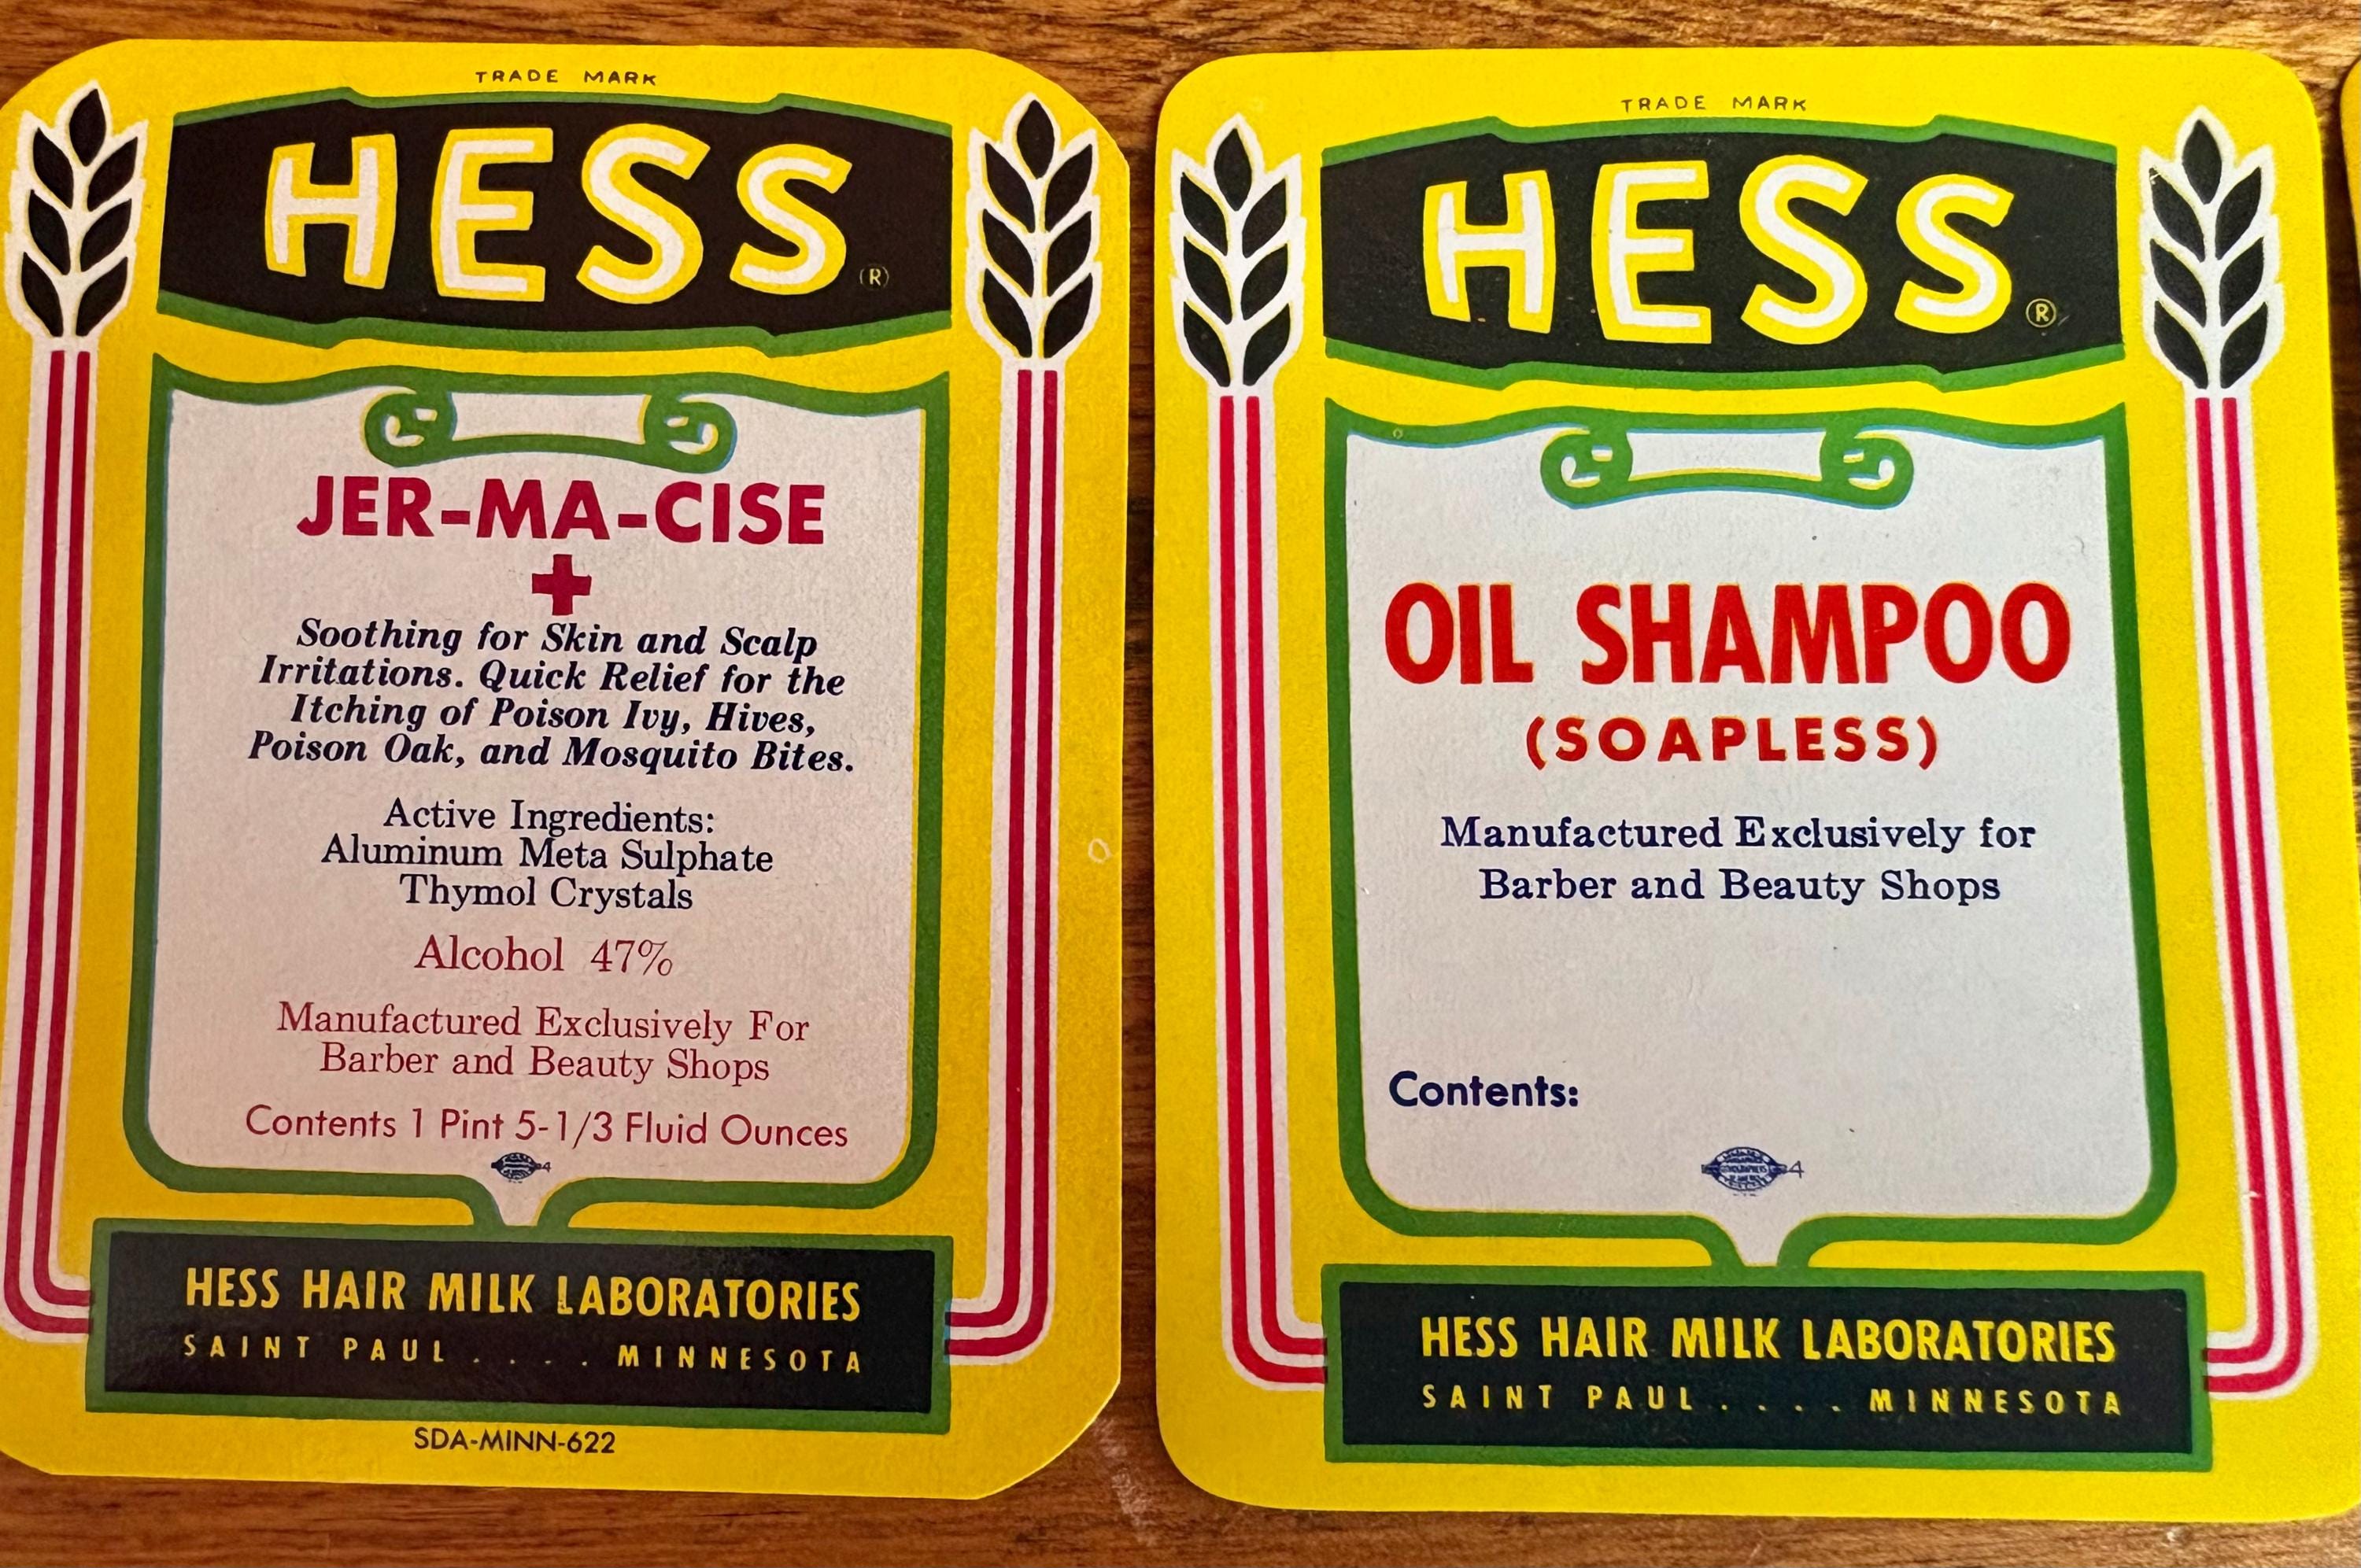 TRADE MARK
HESS®
JER-MA-CISE
Soothing for Skin and Scalp
Irritations. Quick Relief for the
Itching of Poison Ivy, Hives,
Poison Oak, and Mosquito Bites.
Active Ingredients:
Aluminum Meta Sulphate
Thymol Crystals
Alcohol 47%
Manufactured Exclusively For
Barber and Beauty Shops
Contents 1 Pint 5-1/3 Fluid Ounces
4
HESS HAIR MILK LABORATORIES
SAINT PAUL . . . . MINNESOTA
SDA-MINN-622
TRADE MARK
HESS®
OIL SHAMPOO
(SOAPLESS)
Manufactured Exclusively for
Barber and Beauty Shops
Contents:
4
HESS HAIR MILK LABORATORIES
SAINT PAUL . . . . MINNESOTA